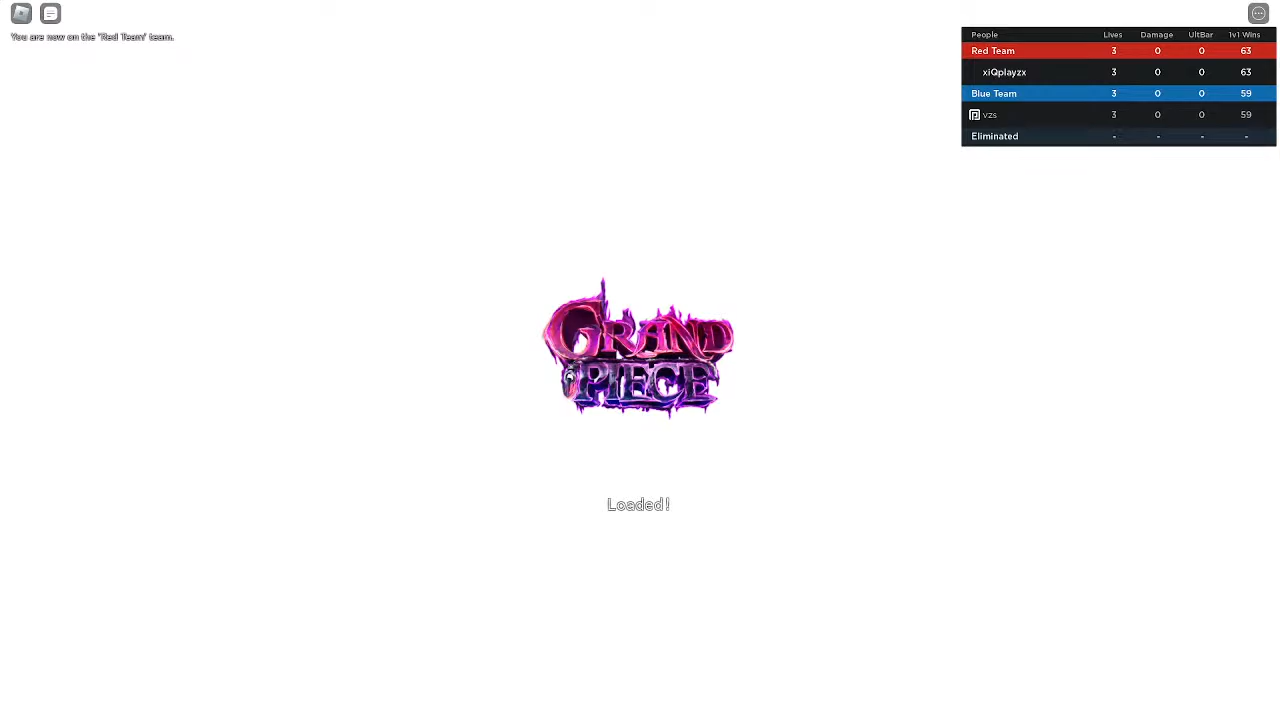 You are now on the 'Red Team' team.
People Lives Damage UltBar 1v1 Wins
Red Team 3 0 0 63
xiQplayzx 3 0 0 63
Blue Team 3 0 0 59
vzs 3 0 0 59
Eliminated - - - -
GRAND
PIECE
Loaded!